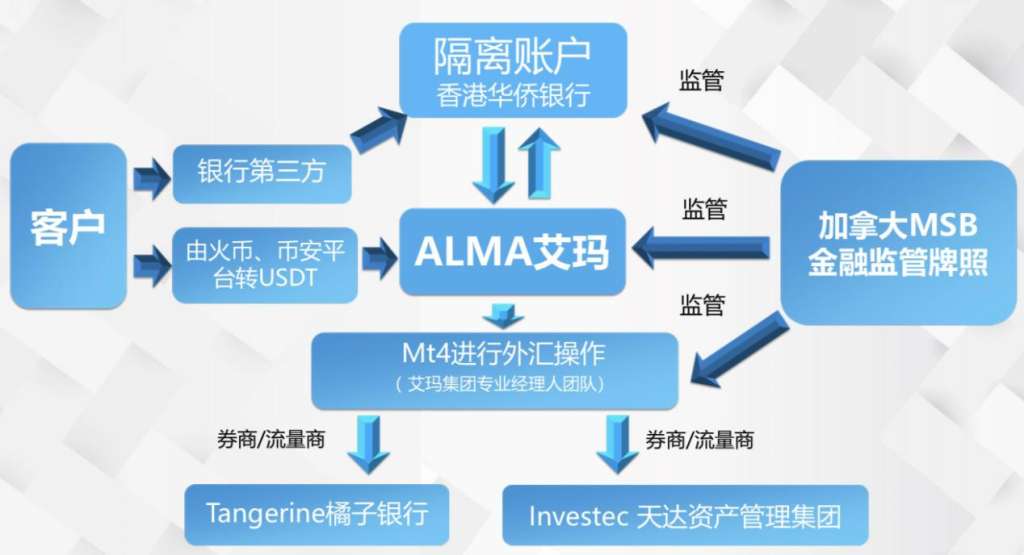 隔离账户
香港华侨银行
监管
客户
银行第三方
由火币、币安平
台转USDT
ALMA艾玛
监管
加拿大MSB
金融监管牌照
监管
Mt4进行外汇操作
（ 艾玛集团专业经理人团队）
券商/流量商
券商/流量商
Tangerine橘子银行
Investec 天达资产管理集团